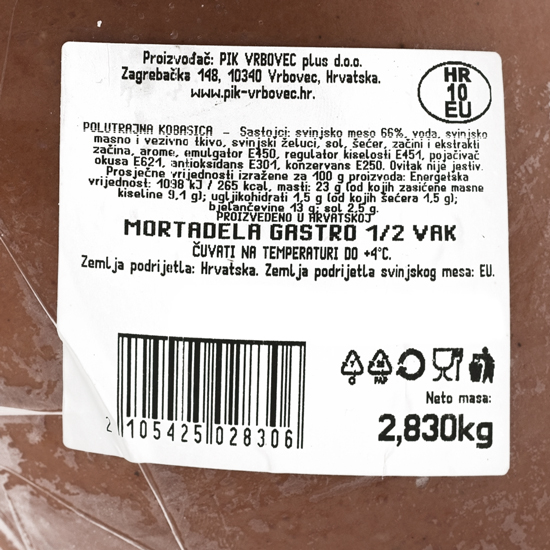 Proizvođač: PIK VRBOVEC plus d.o.o.
Zagrebačka 148, 10340 Vrbovec, Hrvatska.
www.pik-vrbovec.hr.
HR
10
EU
POLUTRAJNA KOBASICA - Sastojci: svinjsko meso 66%, voda, svinjsko
masno i vezivno tkivo, svinjski želuci, sol, šećer, začini i ekstrakti
začina, arome, emulgator E450, regulator kiselosti E451, pojačivač
okusa E621, antioksidans E301, konzervans E250. Ovitak nije jestiv.
Prosječne vrijednosti izražene za 100 g proizvoda: Energetska
vrijednost: 1098 kJ / 265 kcal, masti: 23 g (od kojih zasićene masne
kiseline 9,1 g); ugljikohidrati 1,5 g (od kojih šećera 1,5 g);
bjelančevine 13 g; sol 2,5 g.
PROIZVEDENO U HRVATSKOJ
MORTADELA GASTRO 1/2 VAK
ČUVATI NA TEMPERATURI DO +4°C.
Zemlja podrijetla: Hrvatska. Zemlja podrijetla svinjskog mesa: EU.
PAP
Neto masa:
2,830kg
2 105425 028306